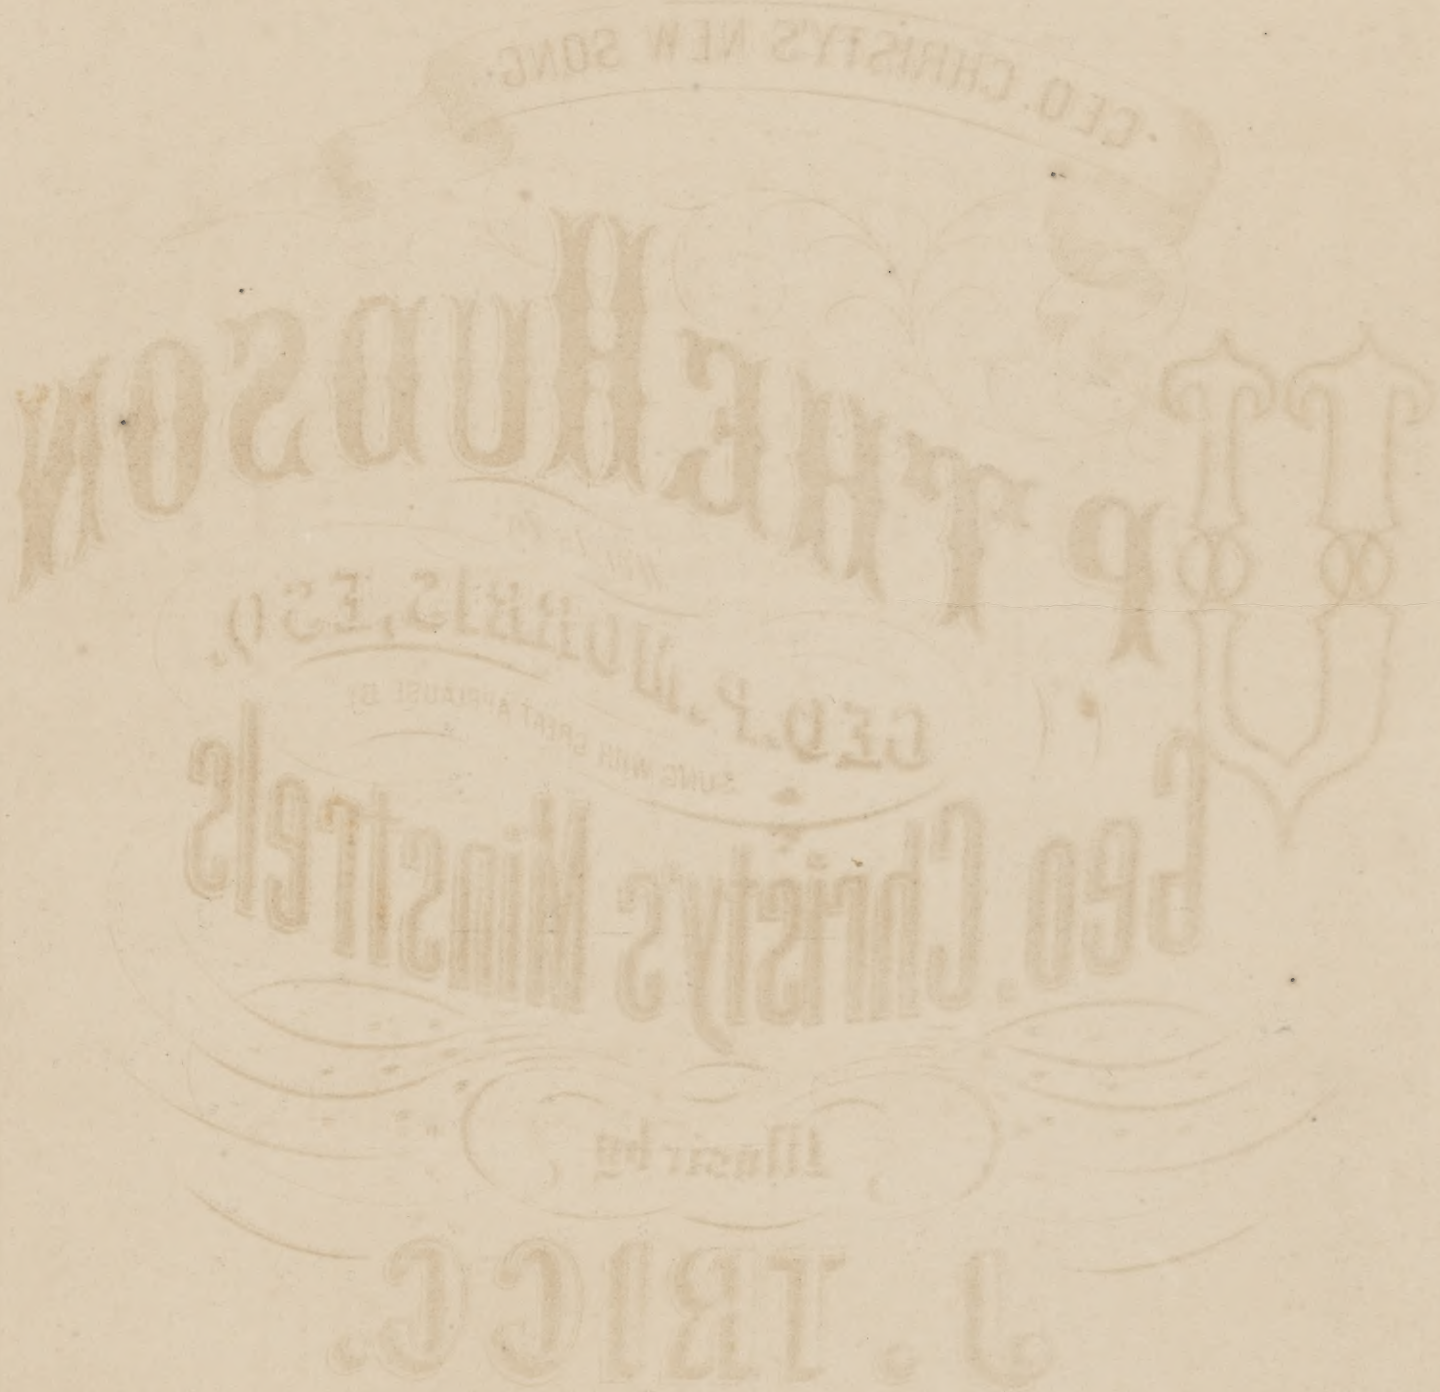 ·GEO. CHRISTY'S NEW SONG·
UP THE HUDSON
GEO. P. MORRIS, ESQ.
SUNG WITH GREAT APPLAUSE BY
Geo. Christy's Minstrels
Music by
J.